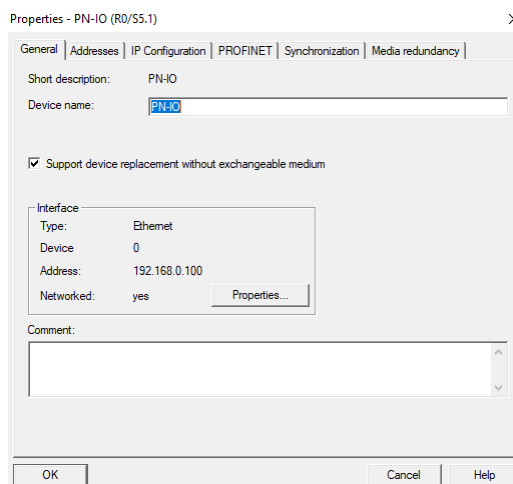 Properties - PN-IO (R0/S5.1)
General Addresses IP Configuration PROFINET Synchronization Media redundancy
Short description: PN-IO
Device name: PN-IO
Support device replacement without exchangeable medium
Interface
Type: Ethernet
Device 0
Address: 192.168.0.100
Networked: yes Properties...
Comment:
OK Cancel Help